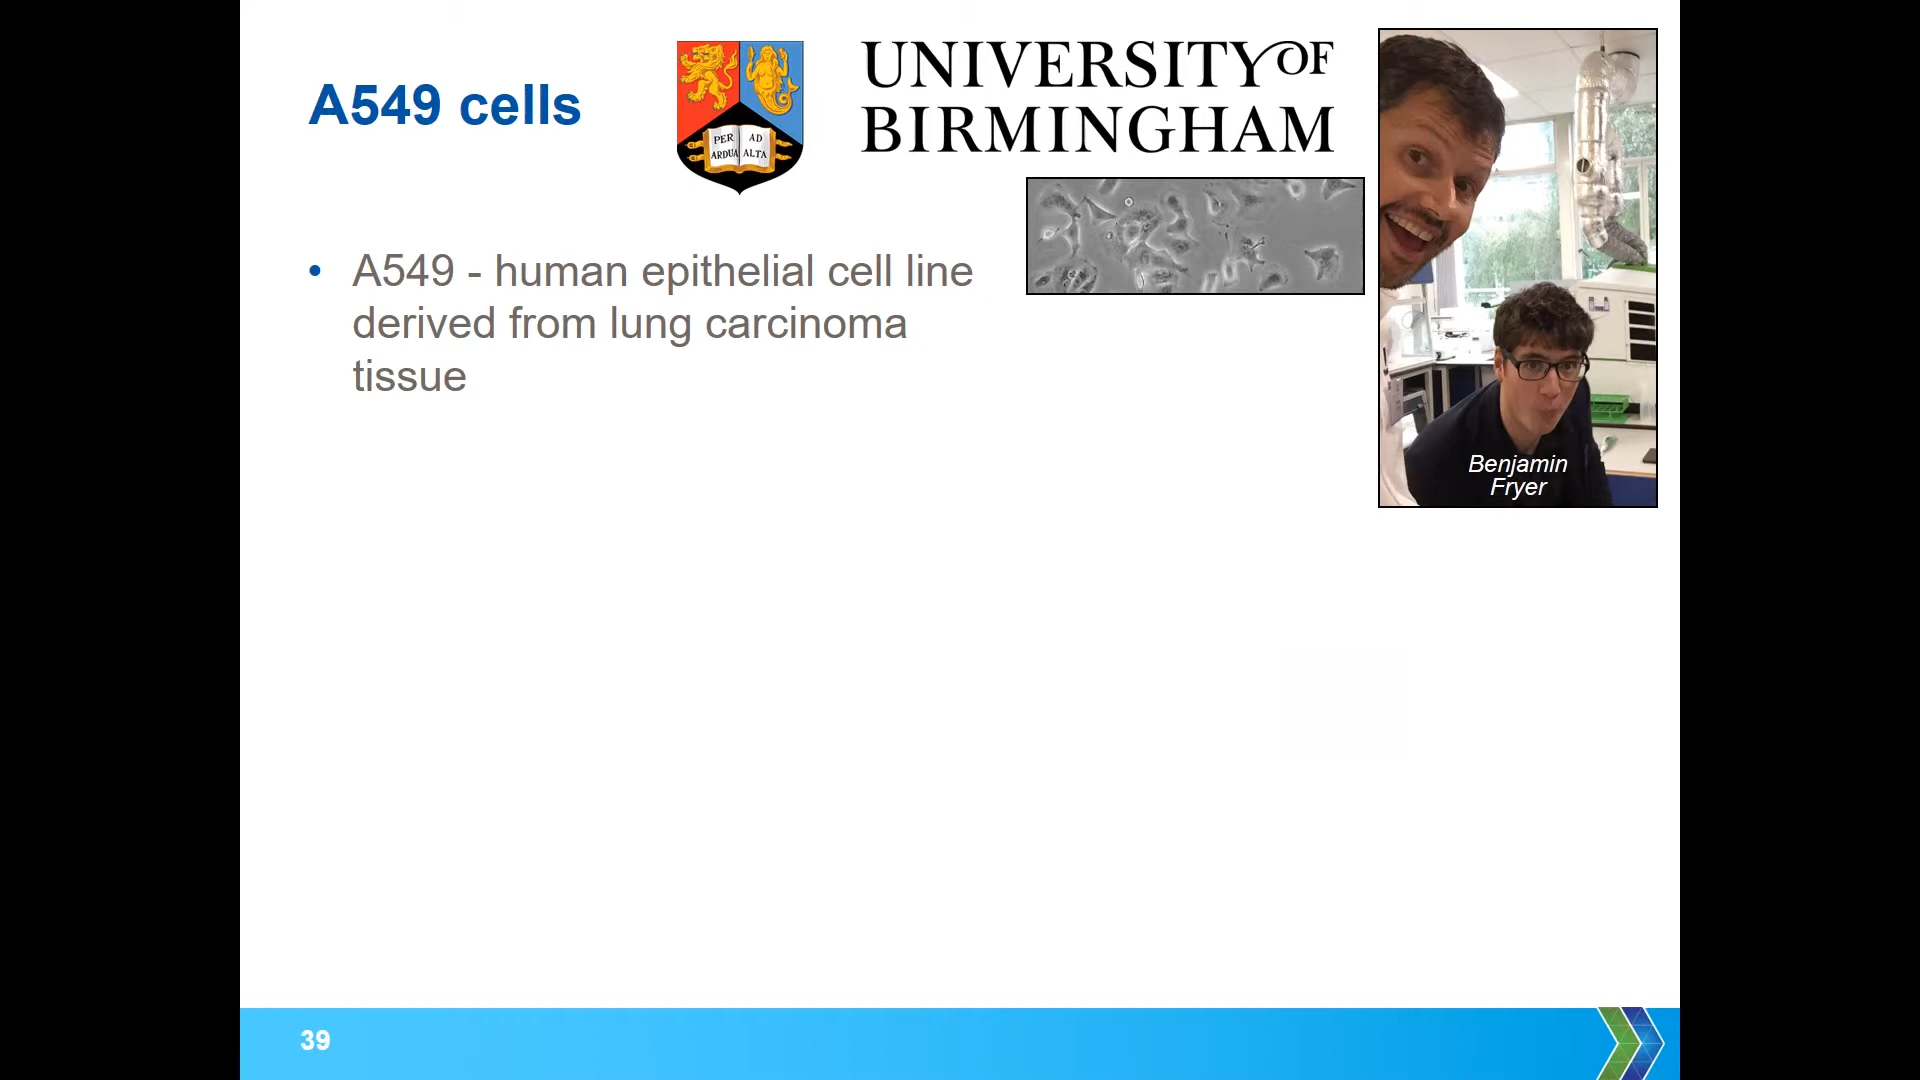 A549 cells
PER AD
ARDUA ALTA
UNIVERSITY OF
BIRMINGHAM
• A549 - human epithelial cell line
derived from lung carcinoma
tissue
Benjamin
Fryer
39